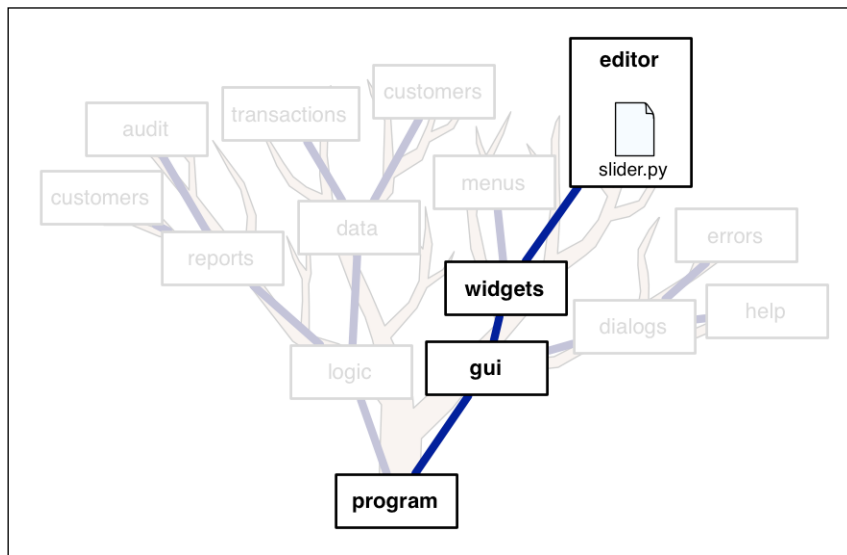 editor
slider.py
customers
transactions
audit
menus
customers
data
errors
reports
widgets
help
dialogs
logic
gui
program